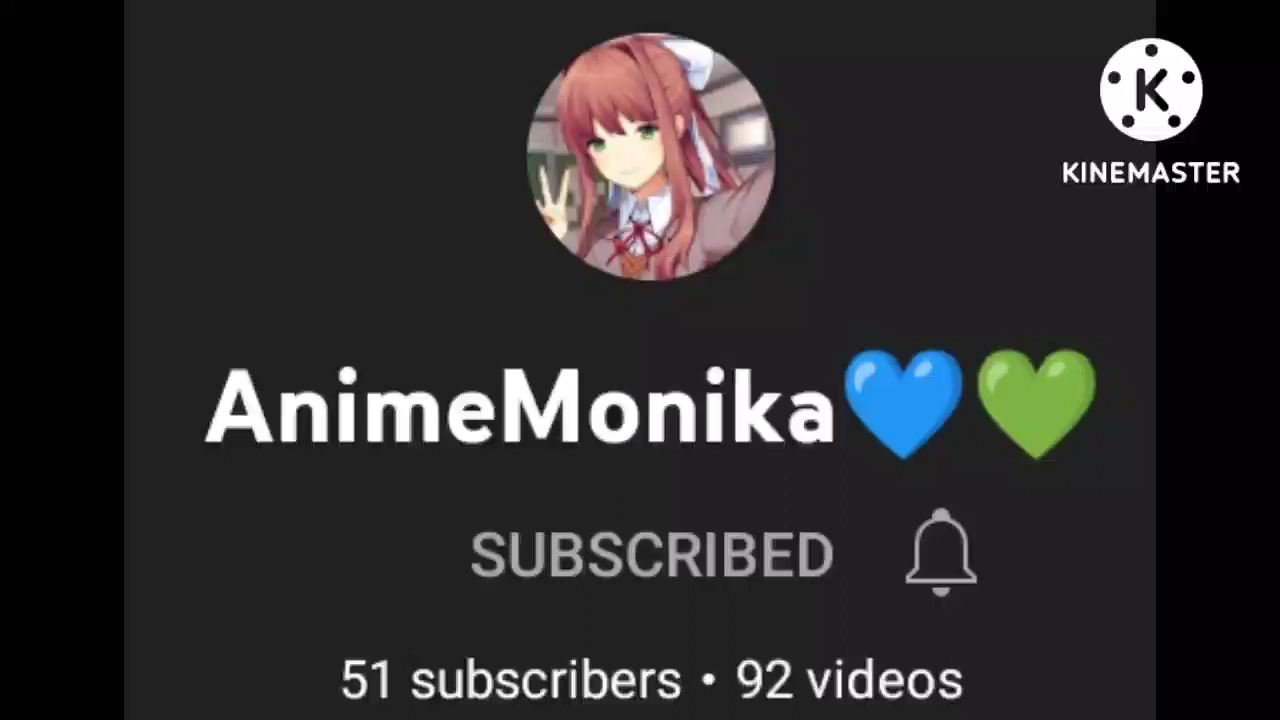 K
KINEMASTER
AnimeMonika💙💚
SUBSCRIBED
51 subscribers • 92 videos